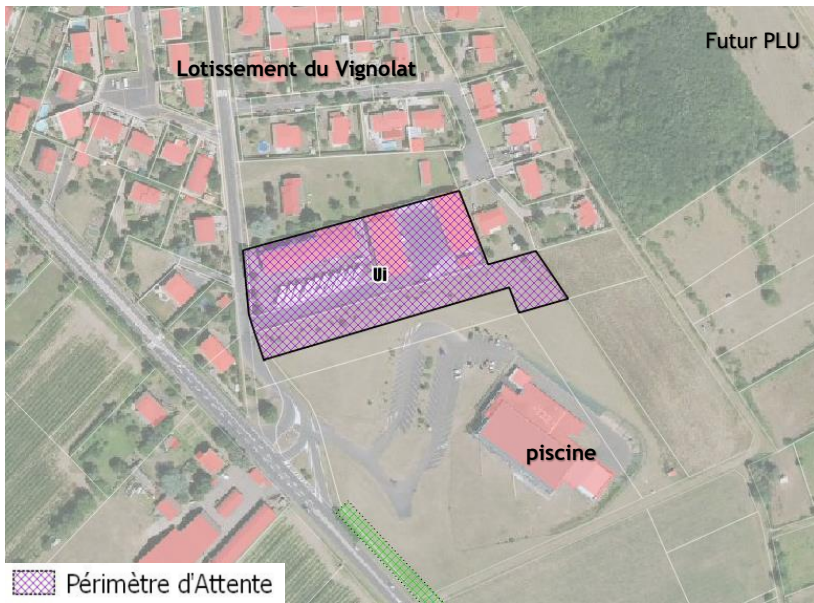 Futur PLU
Lotissement du Vignolat
Ui
piscine
Périmètre d'Attente